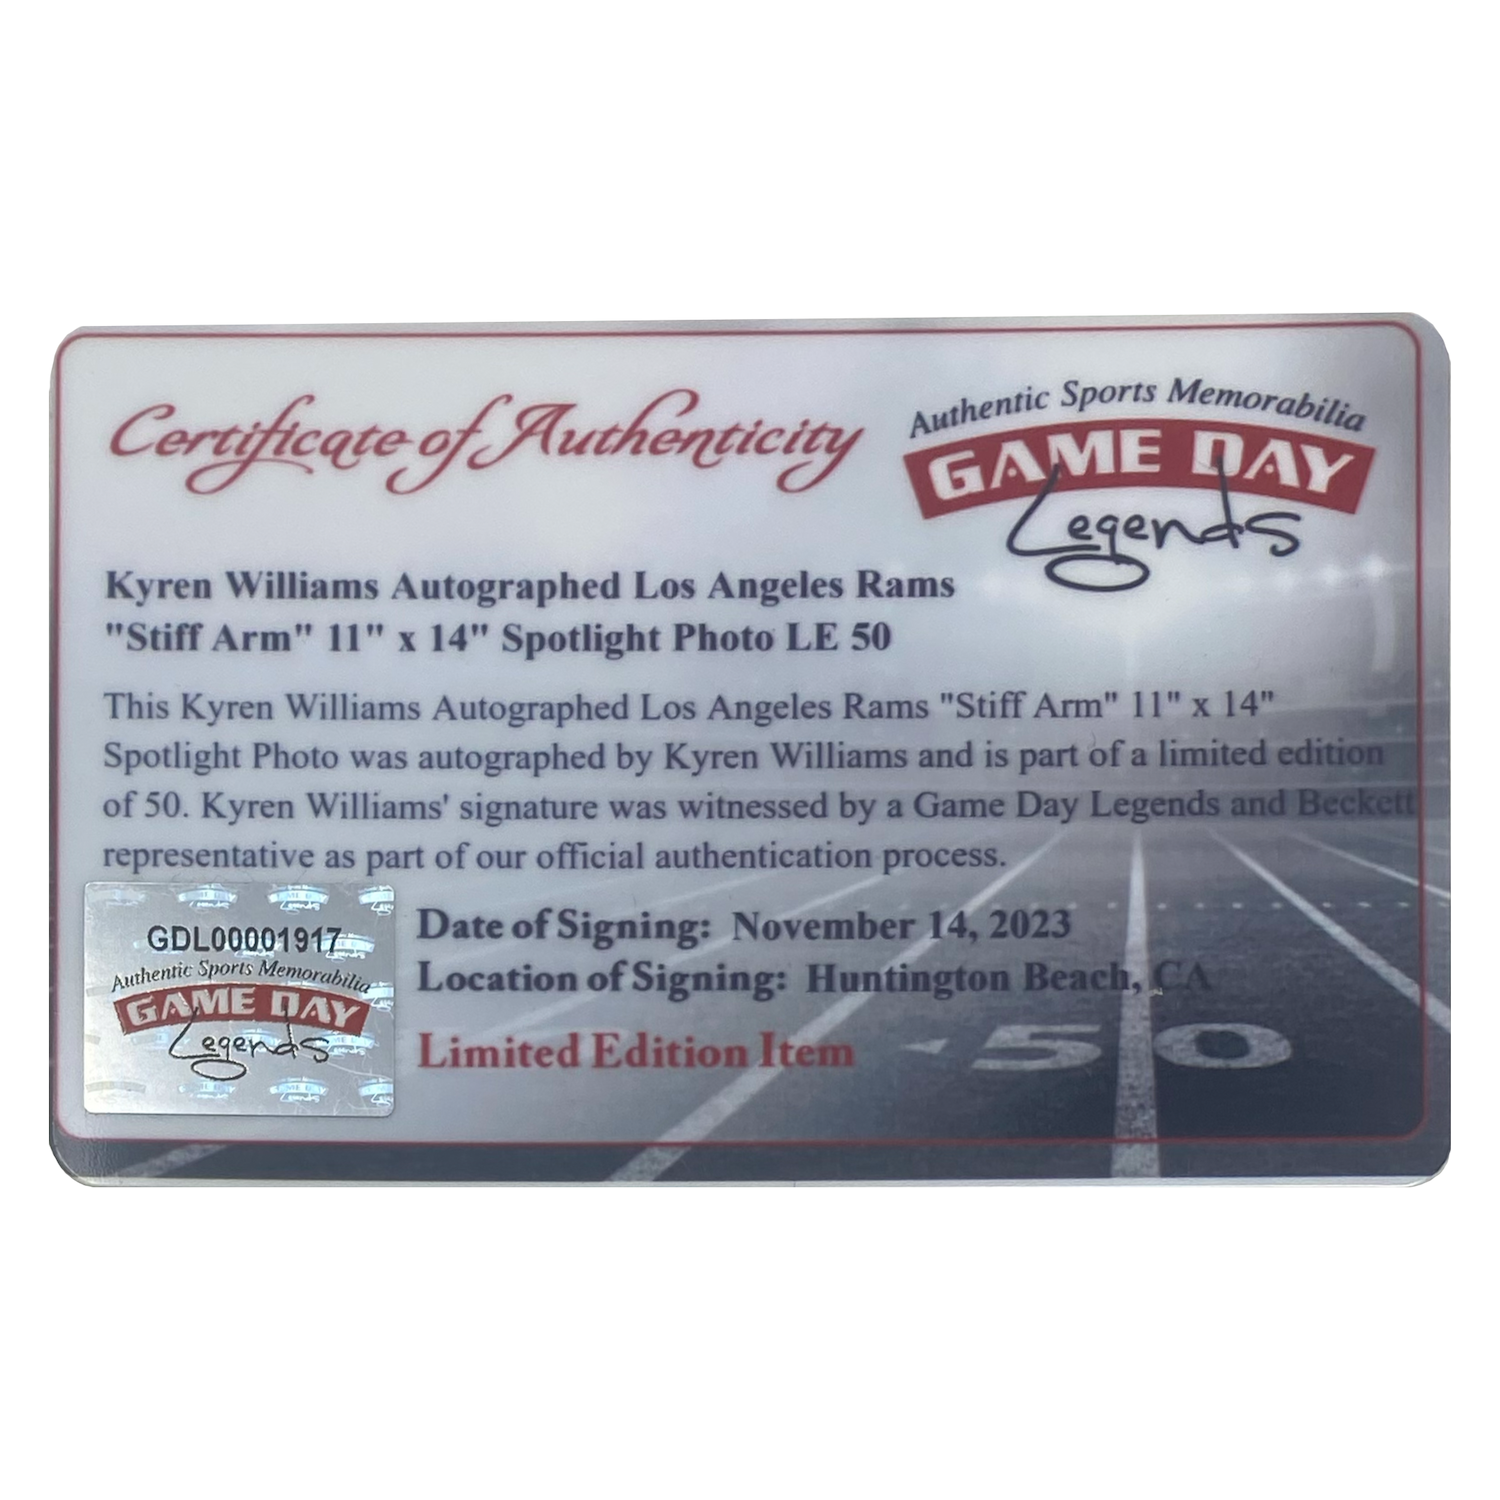 Certificate of Authenticity
Authentic Sports Memorabilia
GAME DAY
Legends
Kyren Williams Autographed Los Angeles Rams
"Stiff Arm" 11" x 14" Spotlight Photo LE 50
This Kyren Williams Autographed Los Angeles Rams "Stiff Arm" 11" x 14"
Spotlight Photo was autographed by Kyren Williams and is part of a limited edition
of 50. Kyren Williams' signature was witnessed by a Game Day Legends and Beckett
representative as part of our official authentication process.
GDL00001917
Authentic Sports Memorabilia
GAME DAY
Legends
Date of Signing: November 14, 2023
Location of Signing: Huntington Beach, CA
Limited Edition Item
50